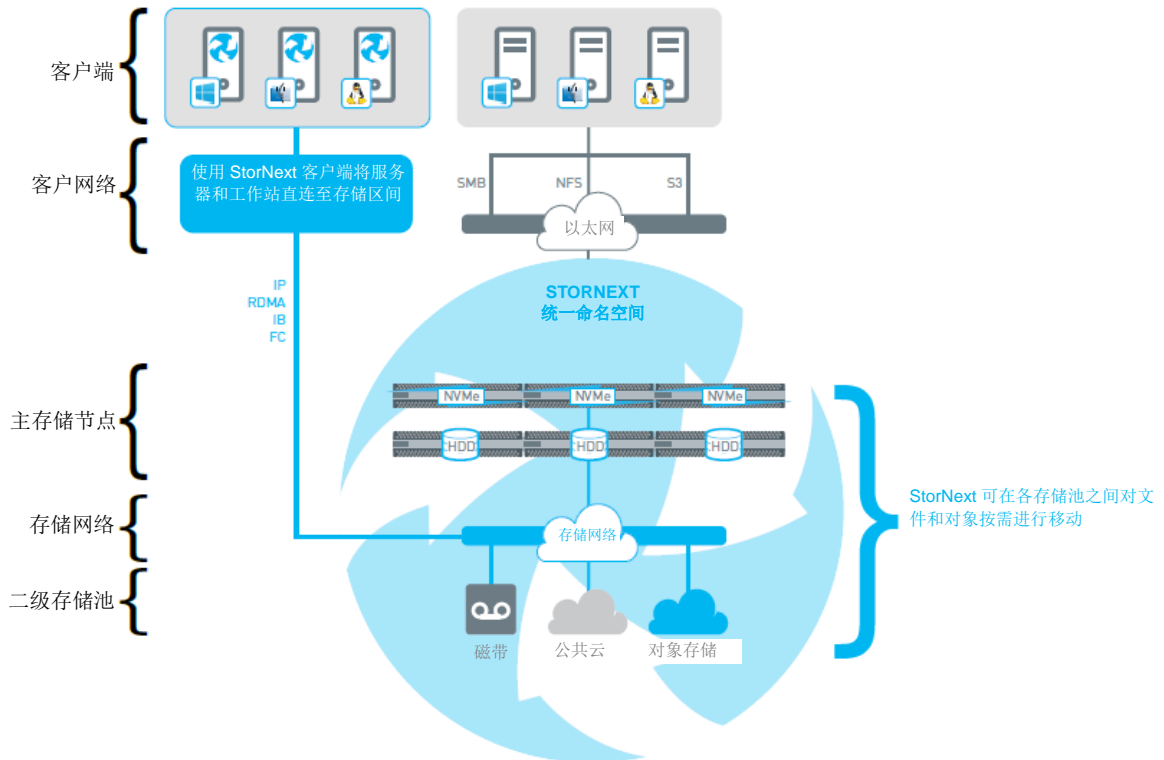 客户端
客户网络
使用 StorNext 客户端将服务
器和工作站直连至存储区间
SMB
NFS
S3
以太网
IP
RDMA
IB
FC
STORNEXT
统一命名空间
主存储节点
NVMe
NVMe
NVMe
HDD
HDD
HDD
StorNext 可在各存储池之间对文
件和对象按需进行移动
存储网络
存储网络
二级存储池
磁带
公共云
对象存储